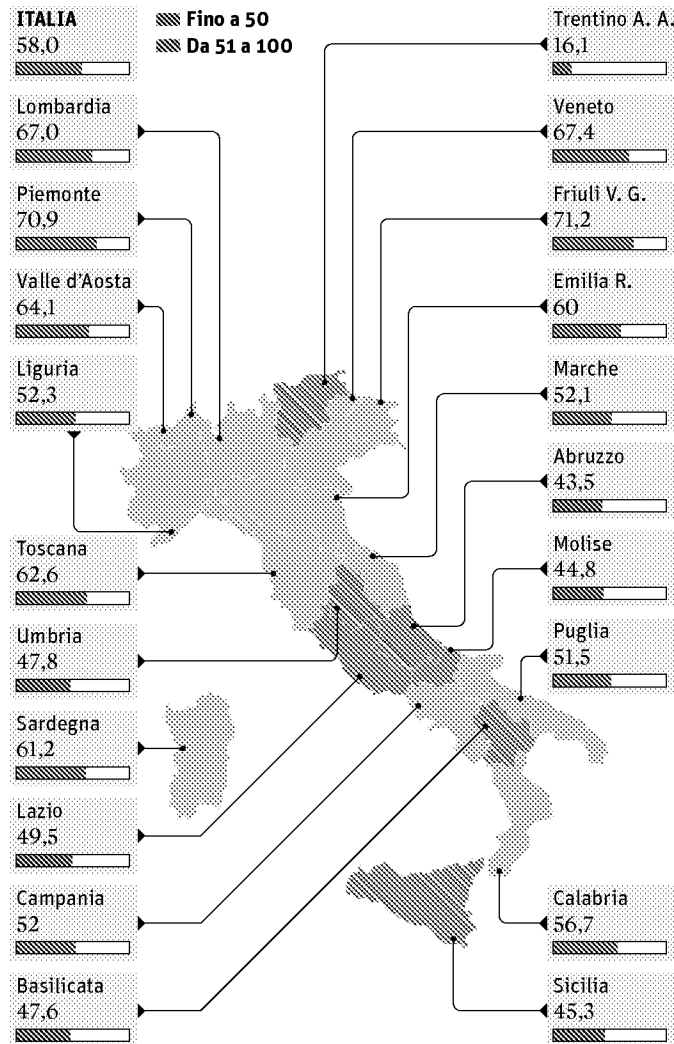 ITALIA
58,0
Fino a 50
Da 51 a 100
Lombardia
67,0
Piemonte
70,9
Valle d'Aosta
64,1
Liguria
52,3
Toscana
62,6
Umbria
47,8
Sardegna
61,2
Lazio
49,5
Campania
52
Basilicata
47,6
Trentino A. A.
16,1
Veneto
67,4
Friuli V. G.
71,2
Emilia R.
60
Marche
52,1
Abruzzo
43,5
Molise
44,8
Puglia
51,5
Calabria
56,7
Sicilia
45,3